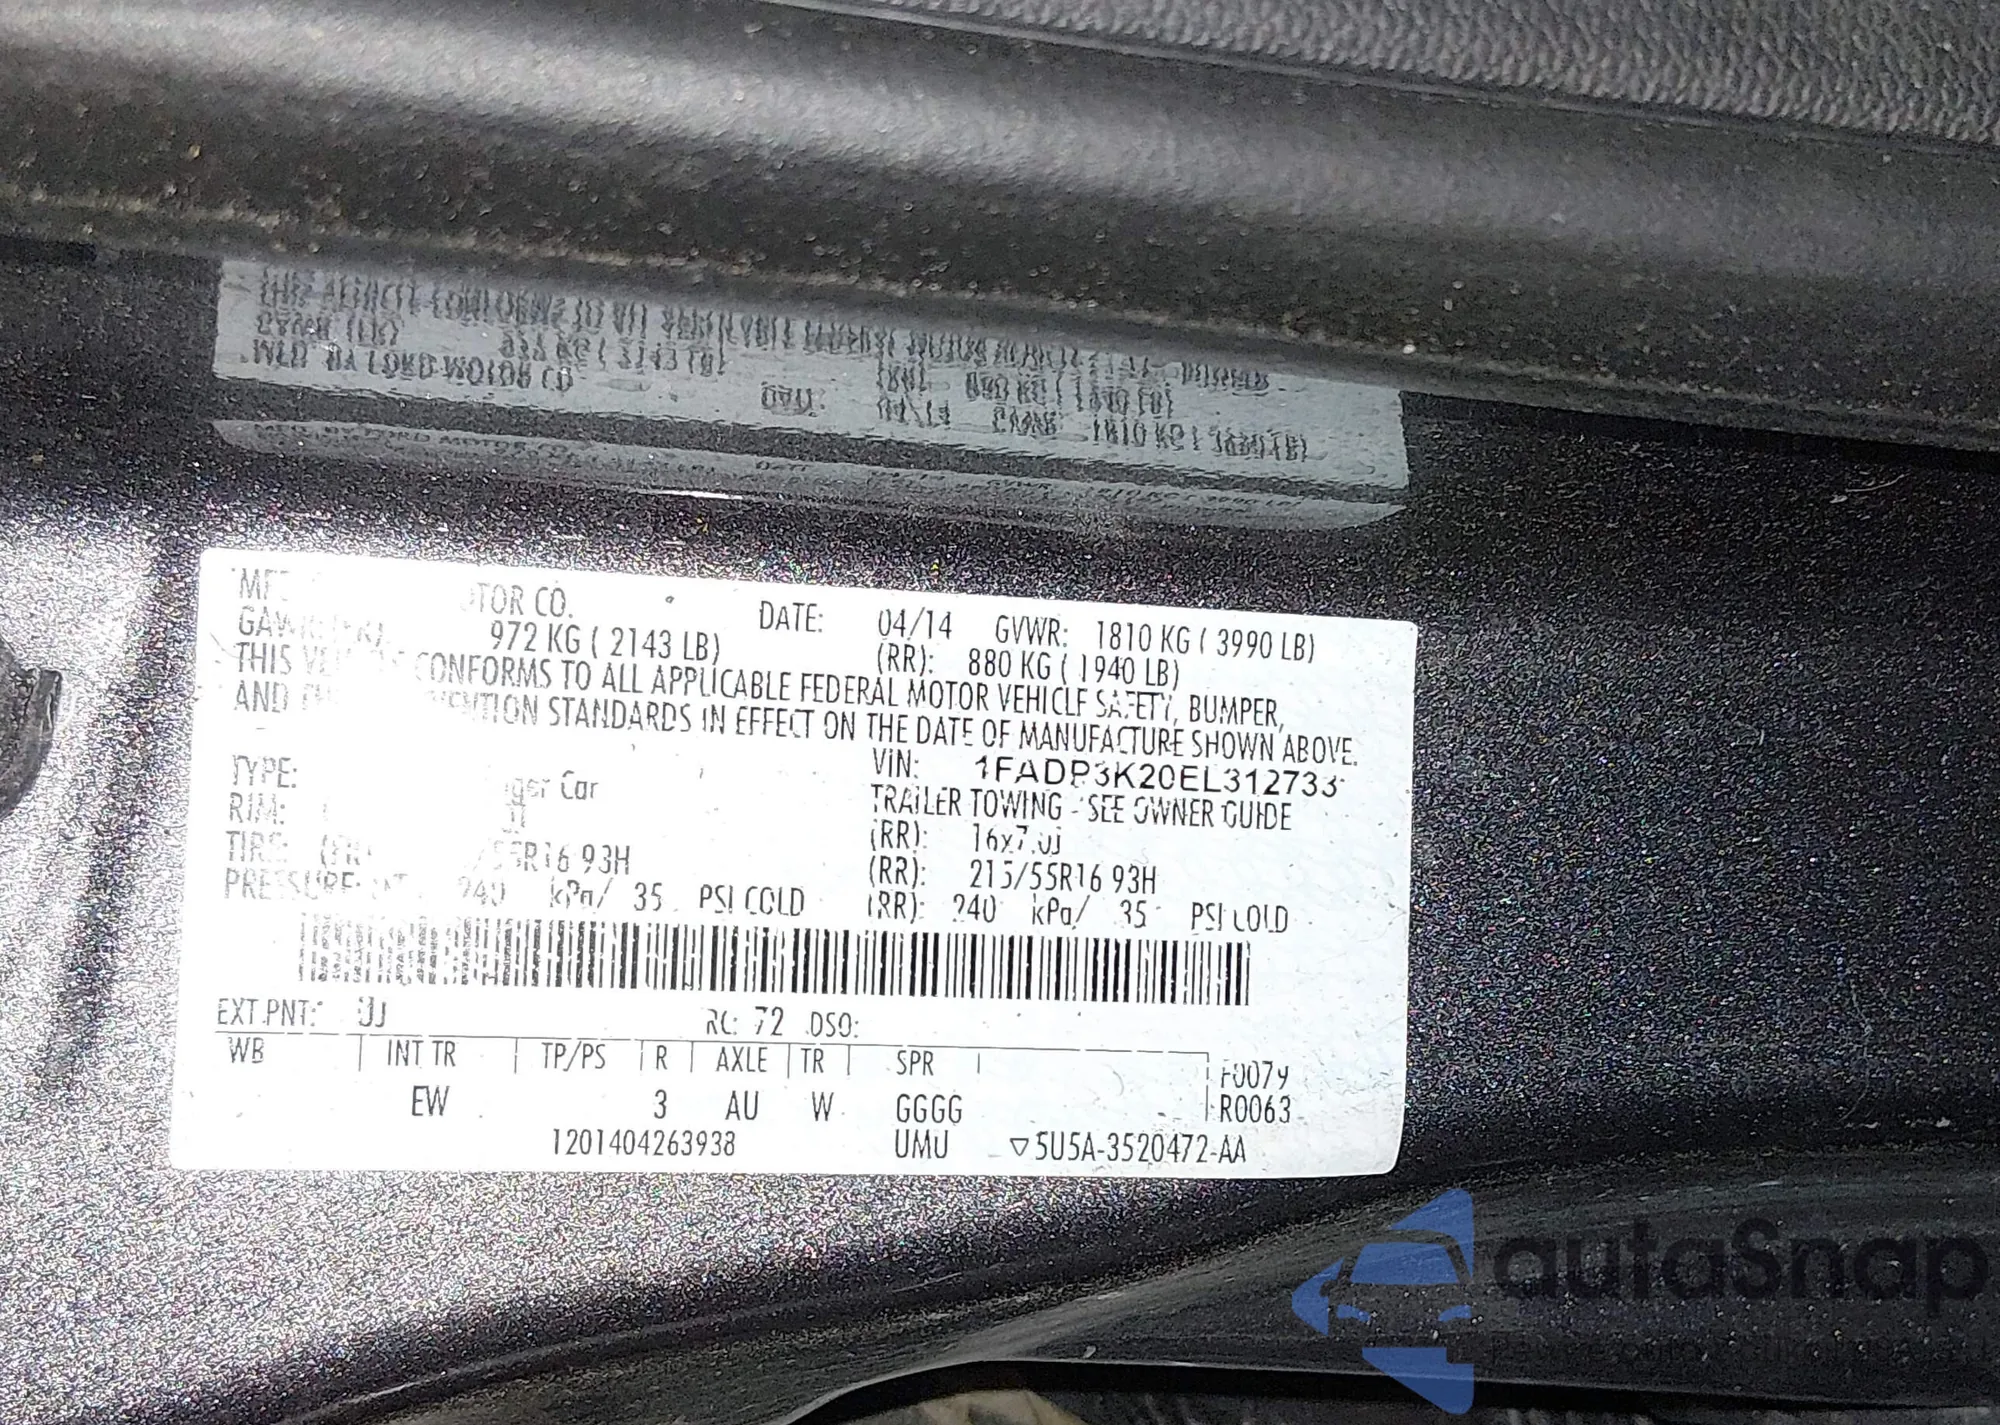 MOTOR CO. DATE: 04/14 GVWR: 1810 KG ( 3990 LB)
972 KG ( 2143 LB) (RR): 880 KG ( 1940 LB)
THIS CONFORMS TO ALL APPLICABLE FEDERAL MOTOR VEHICLE SAFETY, BUMPER,
AND STANDARDS IN EFFECT ON THE DATE OF MANUFACTURE SHOWN ABOVE.
VIN: 1FADP3K20EL312733
TYPE: Car TRAILER TOWING - SEE OWNER GUIDE
RIM: (RR): 16x7.0J
TIRE: /55R16 93H (RR): 215/55R16 93H
PRESSURE: 240 kPa/ 35 PSI COLD (RR): 240 kPa/ 35 PSI COLD
EXT PNT: UJ RC: 72 DSO:
WB INT TR TP/PS R AXLE TR SPR F0079
EW 3 AU W GGGG R0063
1201404263938 UMU ▽5U5A-3520472-AA
autoSnap